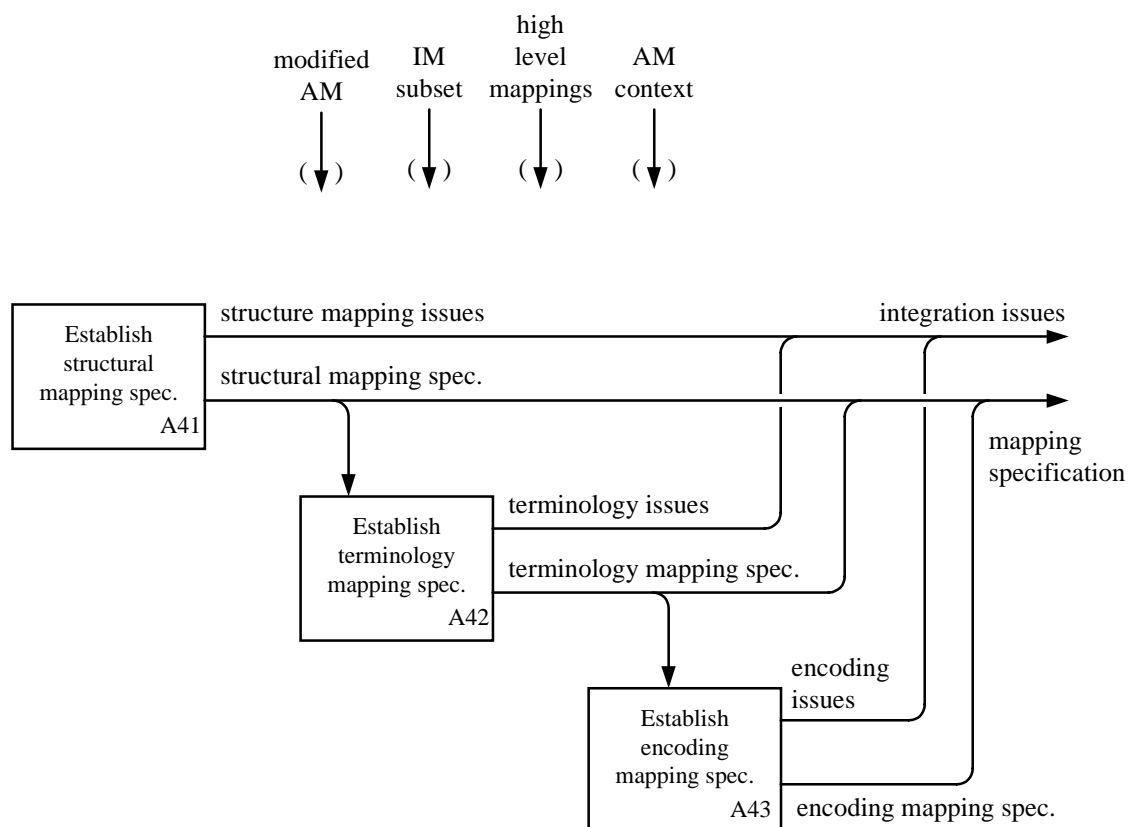 modified
AM
IM
subset
high
level
mappings
AM
context
( )
( )
( )
( )
structure mapping issues
integration issues
Establish
structural
mapping spec.
A41
structural mapping spec.
mapping
specification
terminology issues
Establish
terminology
mapping spec.
A42
terminology mapping spec.
encoding
issues
Establish
encoding
mapping spec.
A43
encoding mapping spec.